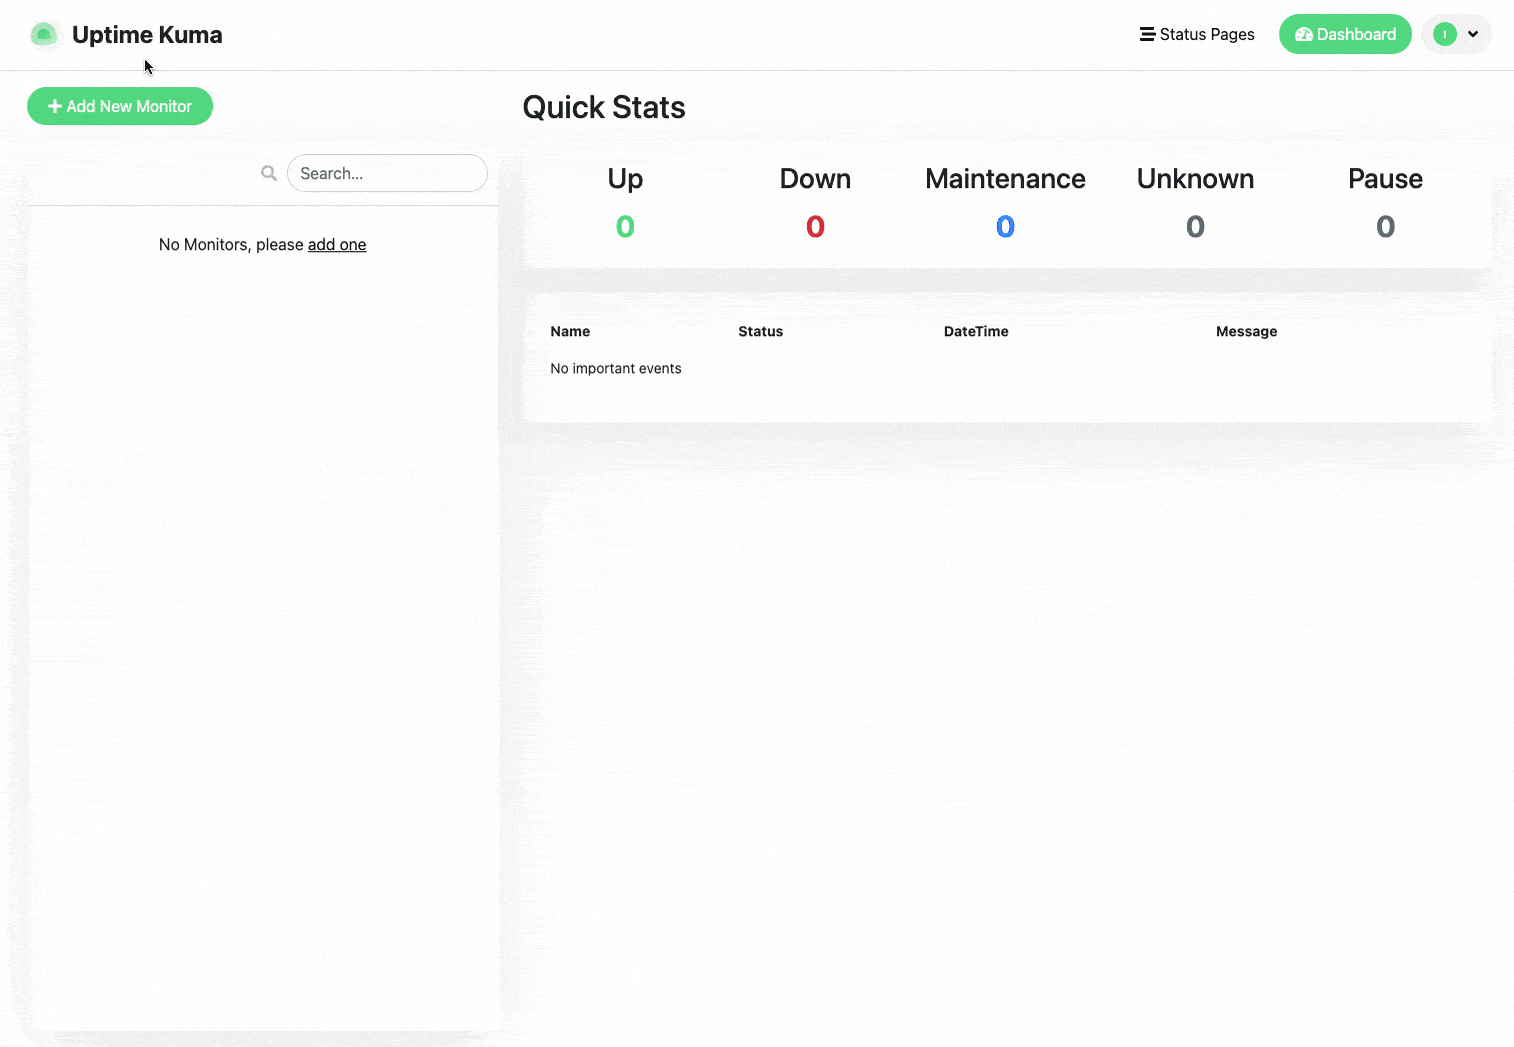 Uptime Kuma
Status Pages
Dashboard
I
Add New Monitor
Search...
No Monitors, please add one
Quick Stats
Up Down Maintenance Unknown Pause
0 0 0 0 0
Name Status DateTime Message
No important events